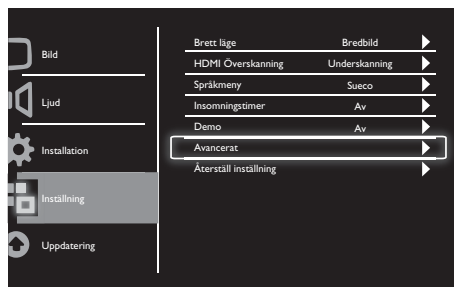 Bild
Ljud
Installation
Inställning
Uppdatering
Brett läge Bredbild
HDMI Överskanning Underskanning
Språkmeny Sueco
Insomningstimer Av
Demo Av
Avancerat
Återställ inställning